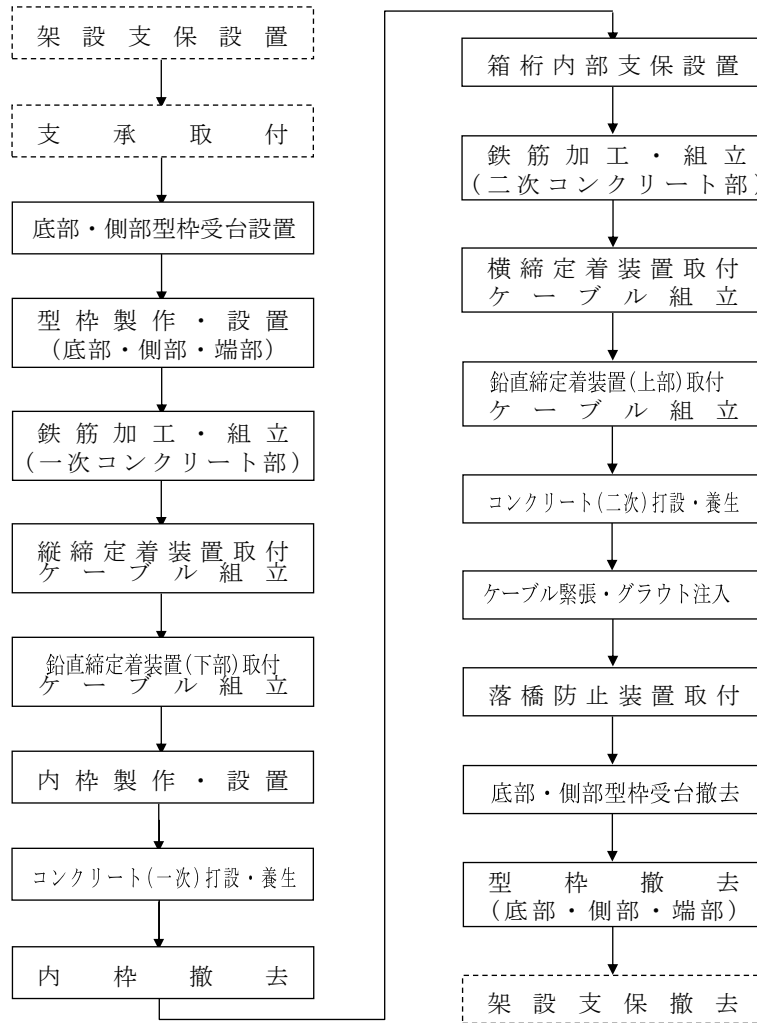 架設支保設置
支承取付
底部・側部型枠受台設置
型枠製作・設置
(底部・側部・端部)
鉄筋加工・組立
(一次コンクリート部)
縦締定着装置取付
ケーブル組立
鉛直締定着装置(下部)取付
ケーブル組立
内枠製作・設置
コンクリート(一次)打設・養生
内枠撤去
箱桁内部支保設置
鉄筋加工・組立
(二次コンクリート部)
横締定着装置取付
ケーブル組立
鉛直締定着装置(上部)取付
ケーブル組立
コンクリート(二次)打設・養生
ケーブル緊張・グラウト注入
落橋防止装置取付
底部・側部型枠受台撤去
型枠撤去
(底部・側部・端部)
架設支保撤去